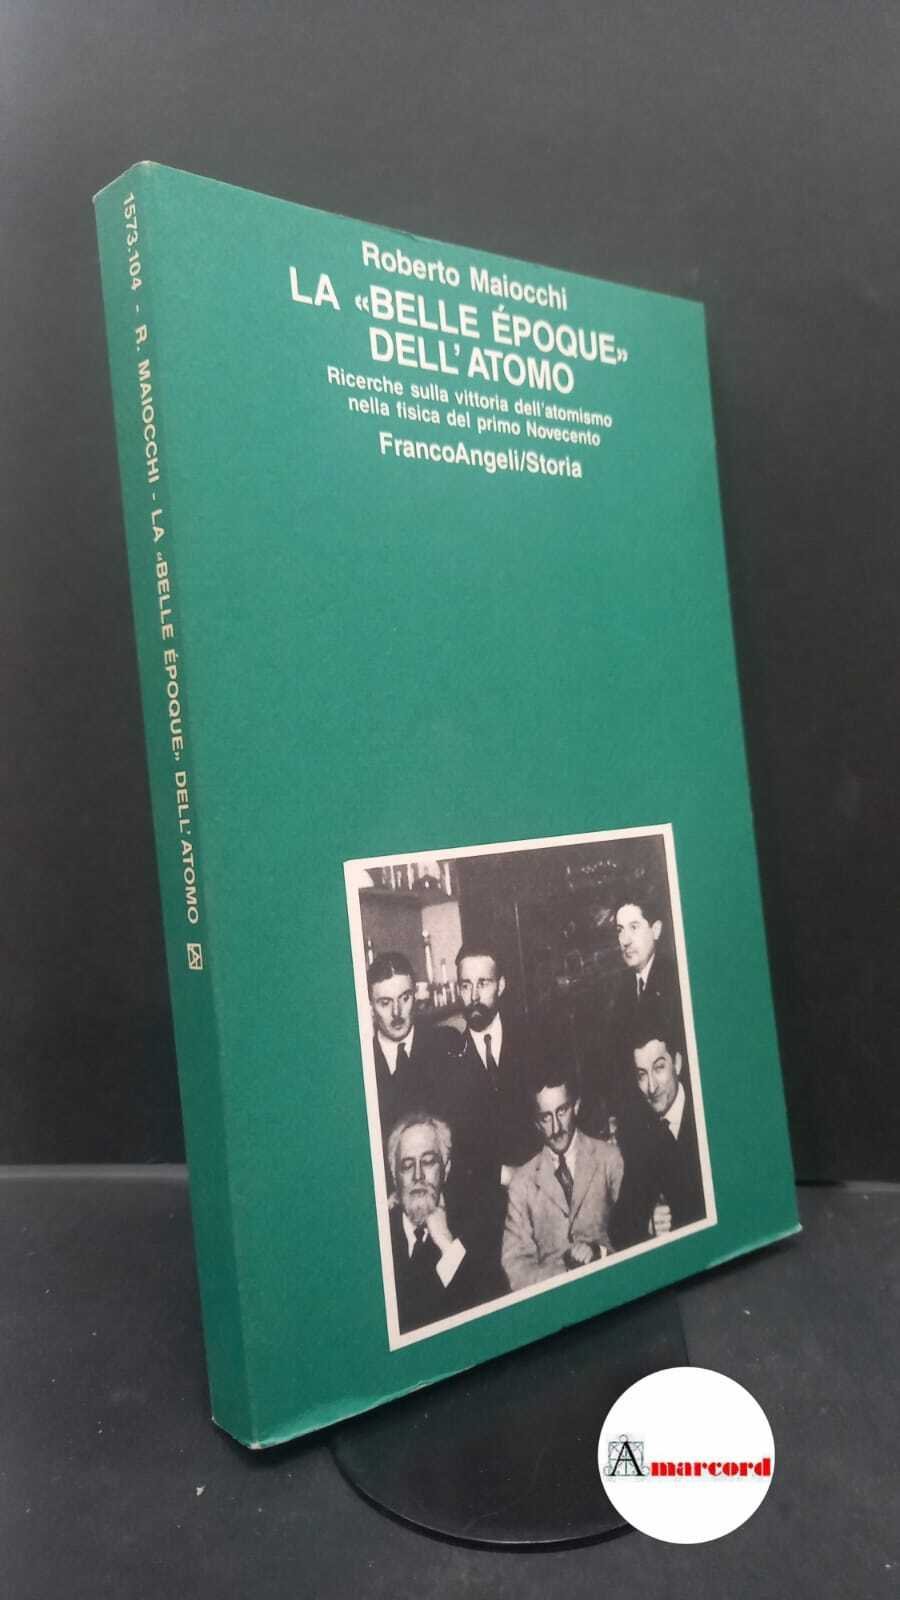 1573.104 - R. MAIOCCHI - LA «BELLE ÉPOQUE» DELL'ATOMO
Roberto Maiocchi
LA «BELLE ÉPOQUE»
DELL'ATOMO
Ricerche sulla vittoria dell'atomismo
nella fisica del primo Novecento
FrancoAngeli/Storia
Amarcord